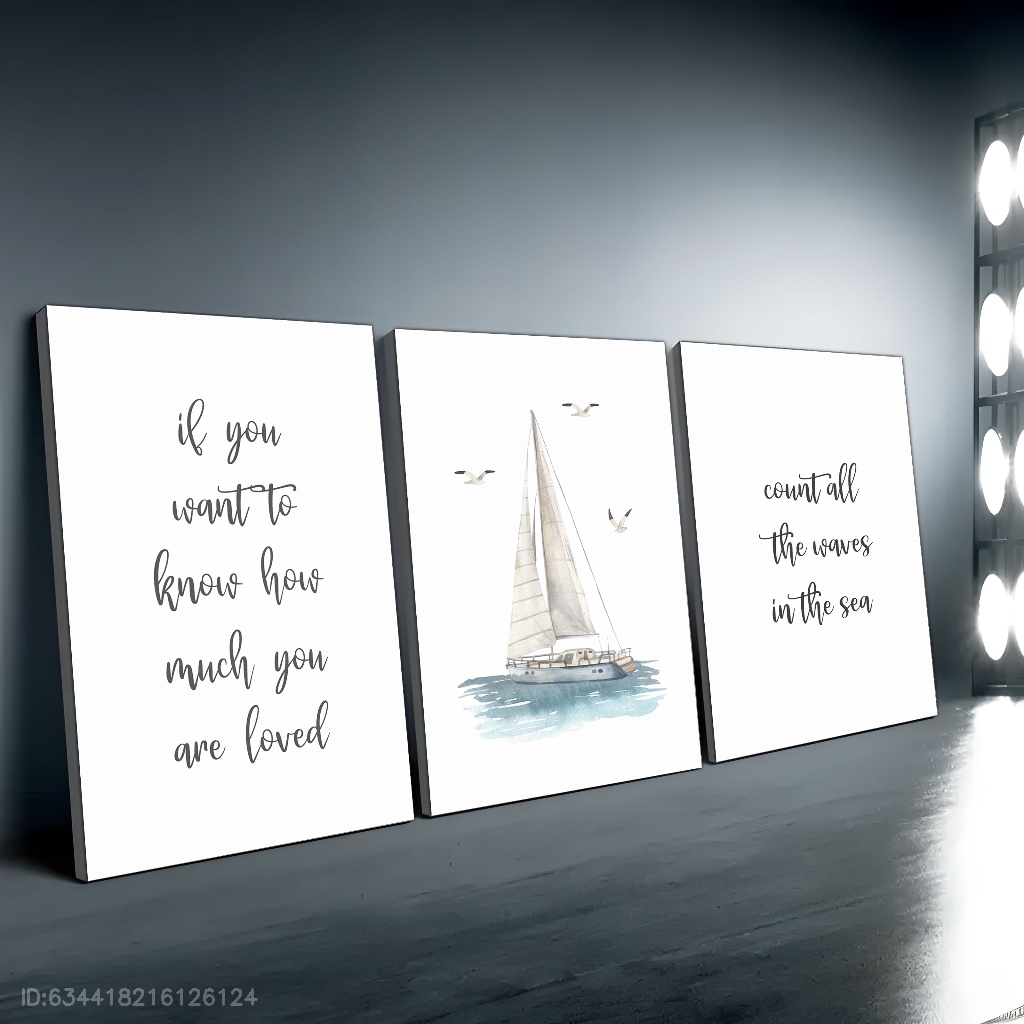 if you
want to
know how
much you
are loved
count all
the waves
in the sea
ID:634418216126124